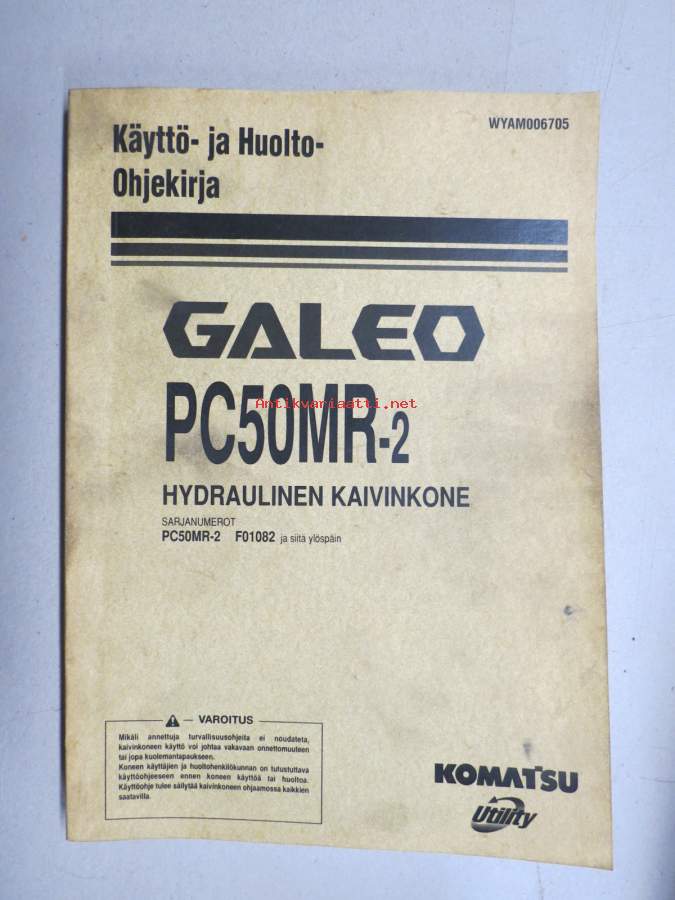 WYAM006705
Käyttö- ja Huolto-
Ohjekirja
GALEO
PC50MR-2
Antikvariaatti.net
HYDRAULINEN KAIVINKONE
SARJANUMEROT
PC50MR-2 F01082 ja siitä ylöspäin
VAROITUS
Mikäli annettuja turvallisuusohjeita ei noudateta,
kaivinkoneen käyttö voi johtaa vakavaan onnettomuuteen
tai jopa kuolemantapaukseen.
Koneen käyttäjien ja huoltohenkilökunnan on tutustuttava
käyttöohjeeseen ennen koneen käyttöä tai huoltoa.
Käyttöohje tulee säilyttää kaivinkoneen ohjaamossa kaikkien
saatavilla.
KOMATSU
Utility